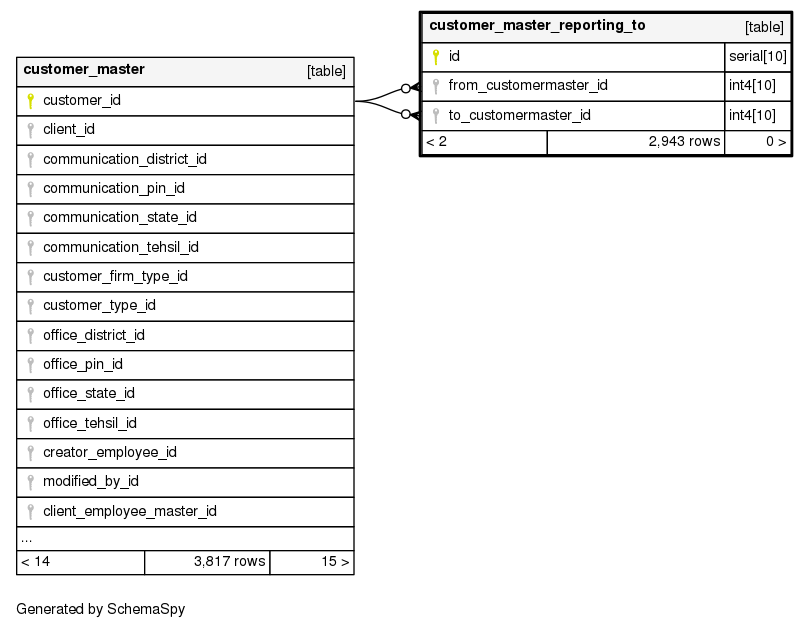 customer_master_reporting_to [table]
id serial[10]
from_customermaster_id int4[10]
to_customermaster_id int4[10]
< 2 2,943 rows 0 >
customer_master [table]
customer_id
client_id
communication_district_id
communication_pin_id
communication_state_id
communication_tehsil_id
customer_firm_type_id
customer_type_id
office_district_id
office_pin_id
office_state_id
office_tehsil_id
creator_employee_id
modified_by_id
client_employee_master_id
...
< 14 3,817 rows 15 >
Generated by SchemaSpy